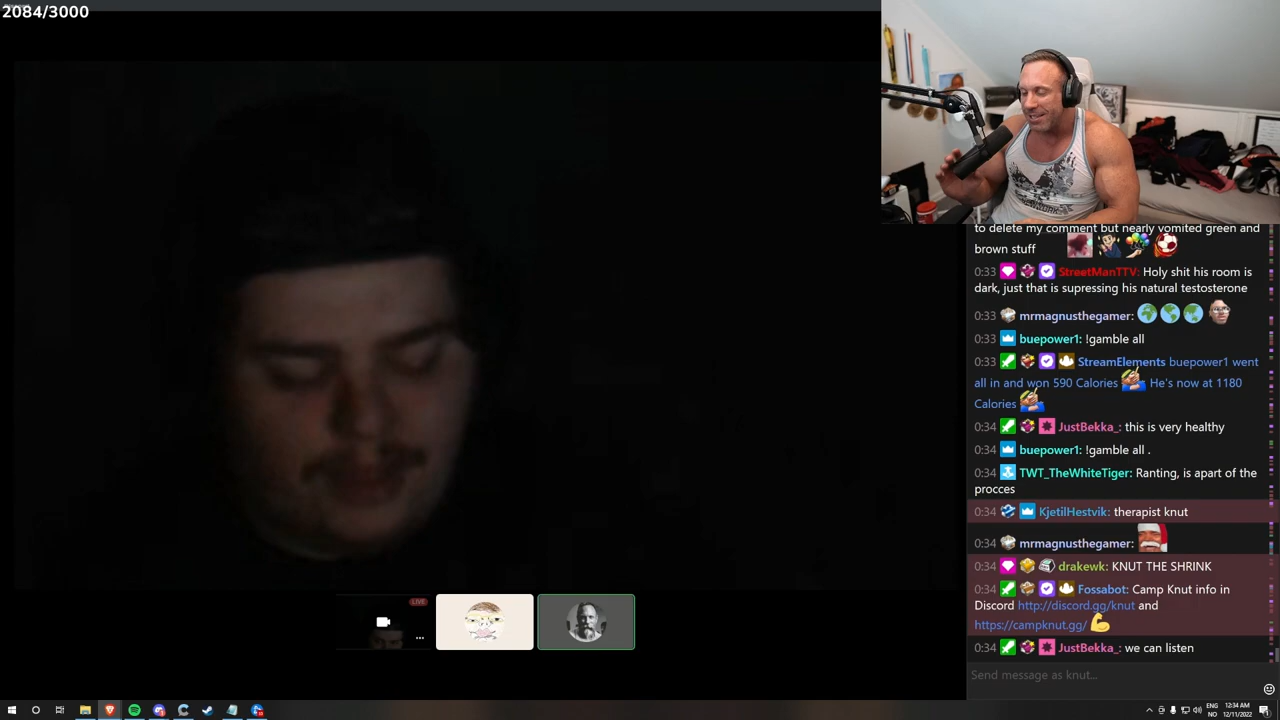 2084/3000
to delete my comment but nearly vomited green and
brown stuff
0:33 StreetManTTV: Holy shit his room is
dark, just that is supressing his natural testosterone
0:33 mrmagnusthegamer:
0:33 buepower1: !gamble all
0:33 StreamElements buepower1 went
all in and won 590 Calories He's now at 1180
Calories
0:34 JustBekka_: this is very healthy
0:34 buepower1: !gamble all .
0:34 TWT_TheWhiteTiger: Ranting, is apart of the
procces
0:34 KjetilHestvik: therapist knut
0:34 mrmagnusthegamer:
0:34 drakewk: KNUT THE SHRINK
0:34 Fossabot: Camp Knut info in
Discord http://discord.gg/knut and
https://campknut.gg/
0:34 JustBekka_: we can listen
Send message as knut...
LIVE
ENG
NO
12:34 AM
12/11/2022